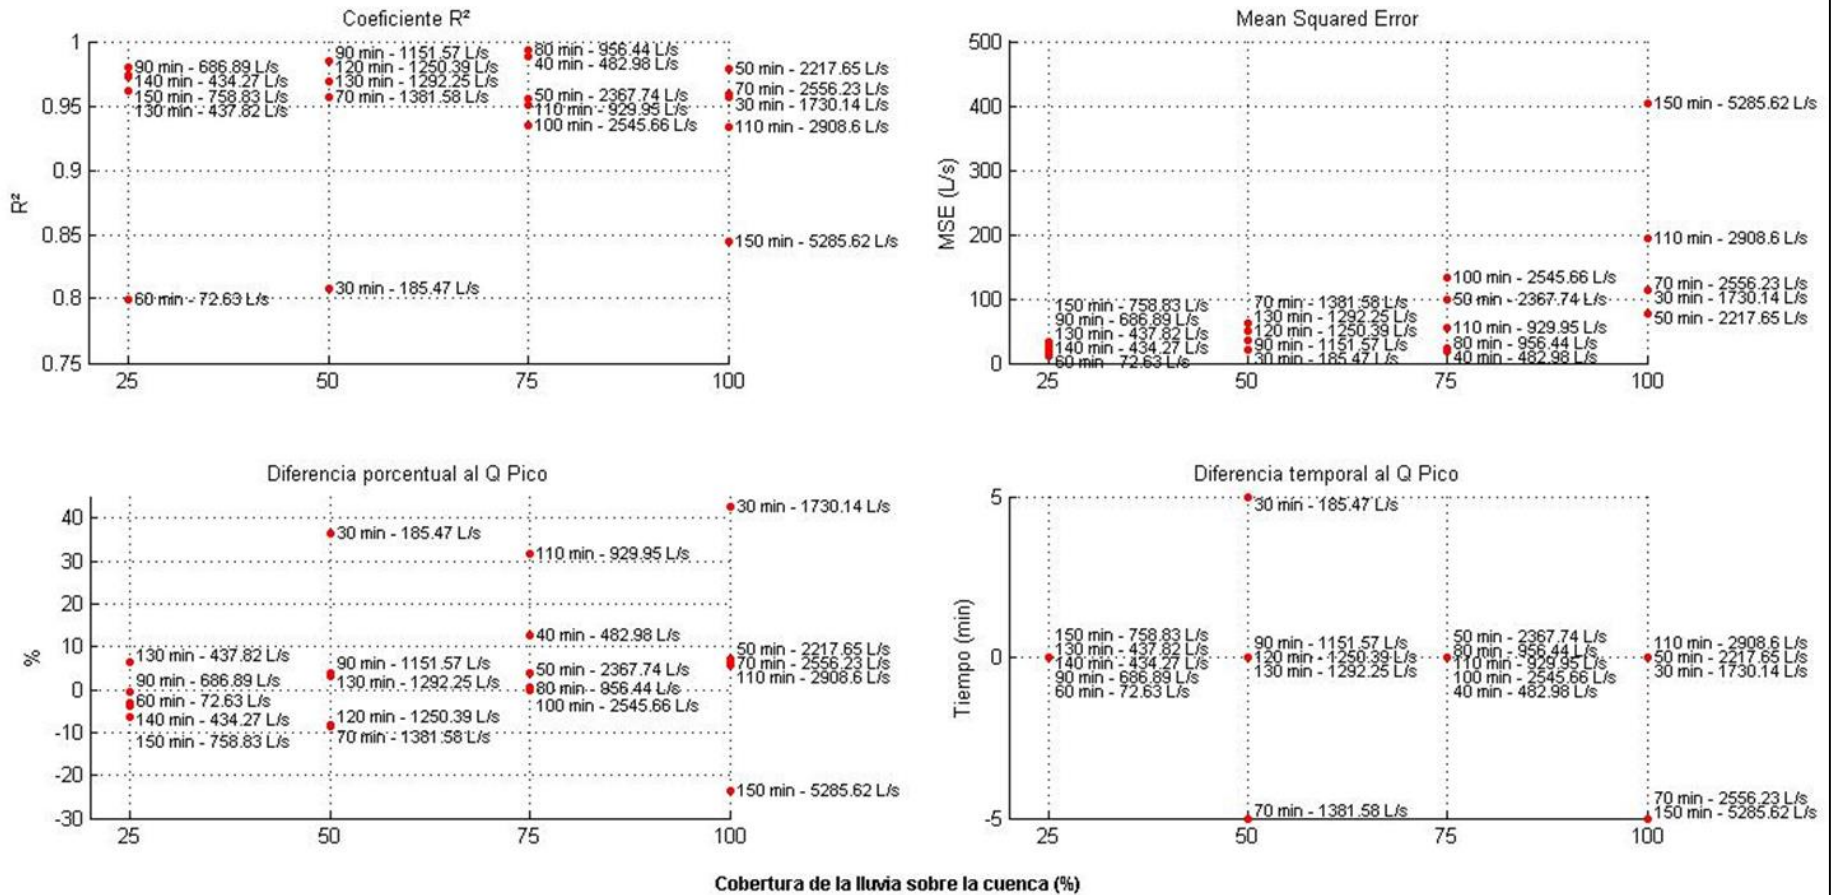 Coeficiente R²
R²
1
0.95
0.9
0.85
0.8
0.75
90 min - 686.89 L/s
140 min - 434.27 L/s
150 min - 758.83 L/s
130 min - 437.82 L/s
60 min - 72.63 L/s
90 min - 1151.57 L/s
120 min - 1250.39 L/s
130 min - 1292.25 L/s
70 min - 1381.58 L/s
30 min - 185.47 L/s
80 min - 956.44 L/s
40 min - 482.98 L/s
50 min - 2367.74 L/s
110 min - 929.95 L/s
100 min - 2545.66 L/s
50 min - 2217.65 L/s
70 min - 2556.23 L/s
30 min - 1730.14 L/s
110 min - 2908.6 L/s
150 min - 5285.62 L/s
25 50 75 100
Mean Squared Error
MSE (L/s)
500
400
300
200
100
0
150 min - 758.83 L/s
90 min - 686.89 L/s
130 min - 437.82 L/s
140 min - 434.27 L/s
60 min - 72.63 L/s
70 min - 1381.58 L/s
130 min - 1292.25 L/s
120 min - 1250.39 L/s
90 min - 1151.57 L/s
30 min - 185.47 L/s
100 min - 2545.66 L/s
50 min - 2367.74 L/s
110 min - 929.95 L/s
80 min - 956.44 L/s
40 min - 482.98 L/s
150 min - 5285.62 L/s
110 min - 2908.6 L/s
70 min - 2556.23 L/s
30 min - 1730.14 L/s
50 min - 2217.65 L/s
25 50 75 100
Diferencia porcentual al Q Pico
%
40
30
20
10
0
-10
-20
-30
130 min - 437.82 L/s
90 min - 686.89 L/s
60 min - 72.63 L/s
140 min - 434.27 L/s
150 min - 758.83 L/s
30 min - 185.47 L/s
90 min - 1151.57 L/s
130 min - 1292.25 L/s
120 min - 1250.39 L/s
70 min - 1381.58 L/s
110 min - 929.95 L/s
40 min - 482.98 L/s
50 min - 2367.74 L/s
80 min - 956.44 L/s
100 min - 2545.66 L/s
30 min - 1730.14 L/s
50 min - 2217.65 L/s
70 min - 2556.23 L/s
110 min - 2908.6 L/s
150 min - 5285.62 L/s
25 50 75 100
Diferencia temporal al Q Pico
Tiempo (min)
5
0
-5
150 min - 758.83 L/s
130 min - 437.82 L/s
140 min - 434.27 L/s
90 min - 686.89 L/s
60 min - 72.63 L/s
30 min - 185.47 L/s
90 min - 1151.57 L/s
120 min - 1250.39 L/s
130 min - 1292.25 L/s
70 min - 1381.58 L/s
50 min - 2367.74 L/s
80 min - 956.44 L/s
110 min - 929.95 L/s
100 min - 2545.66 L/s
40 min - 482.98 L/s
110 min - 2908.6 L/s
50 min - 2217.65 L/s
30 min - 1730.14 L/s
70 min - 2556.23 L/s
150 min - 5285.62 L/s
25 50 75 100
Cobertura de la lluvia sobre la cuenca (%)